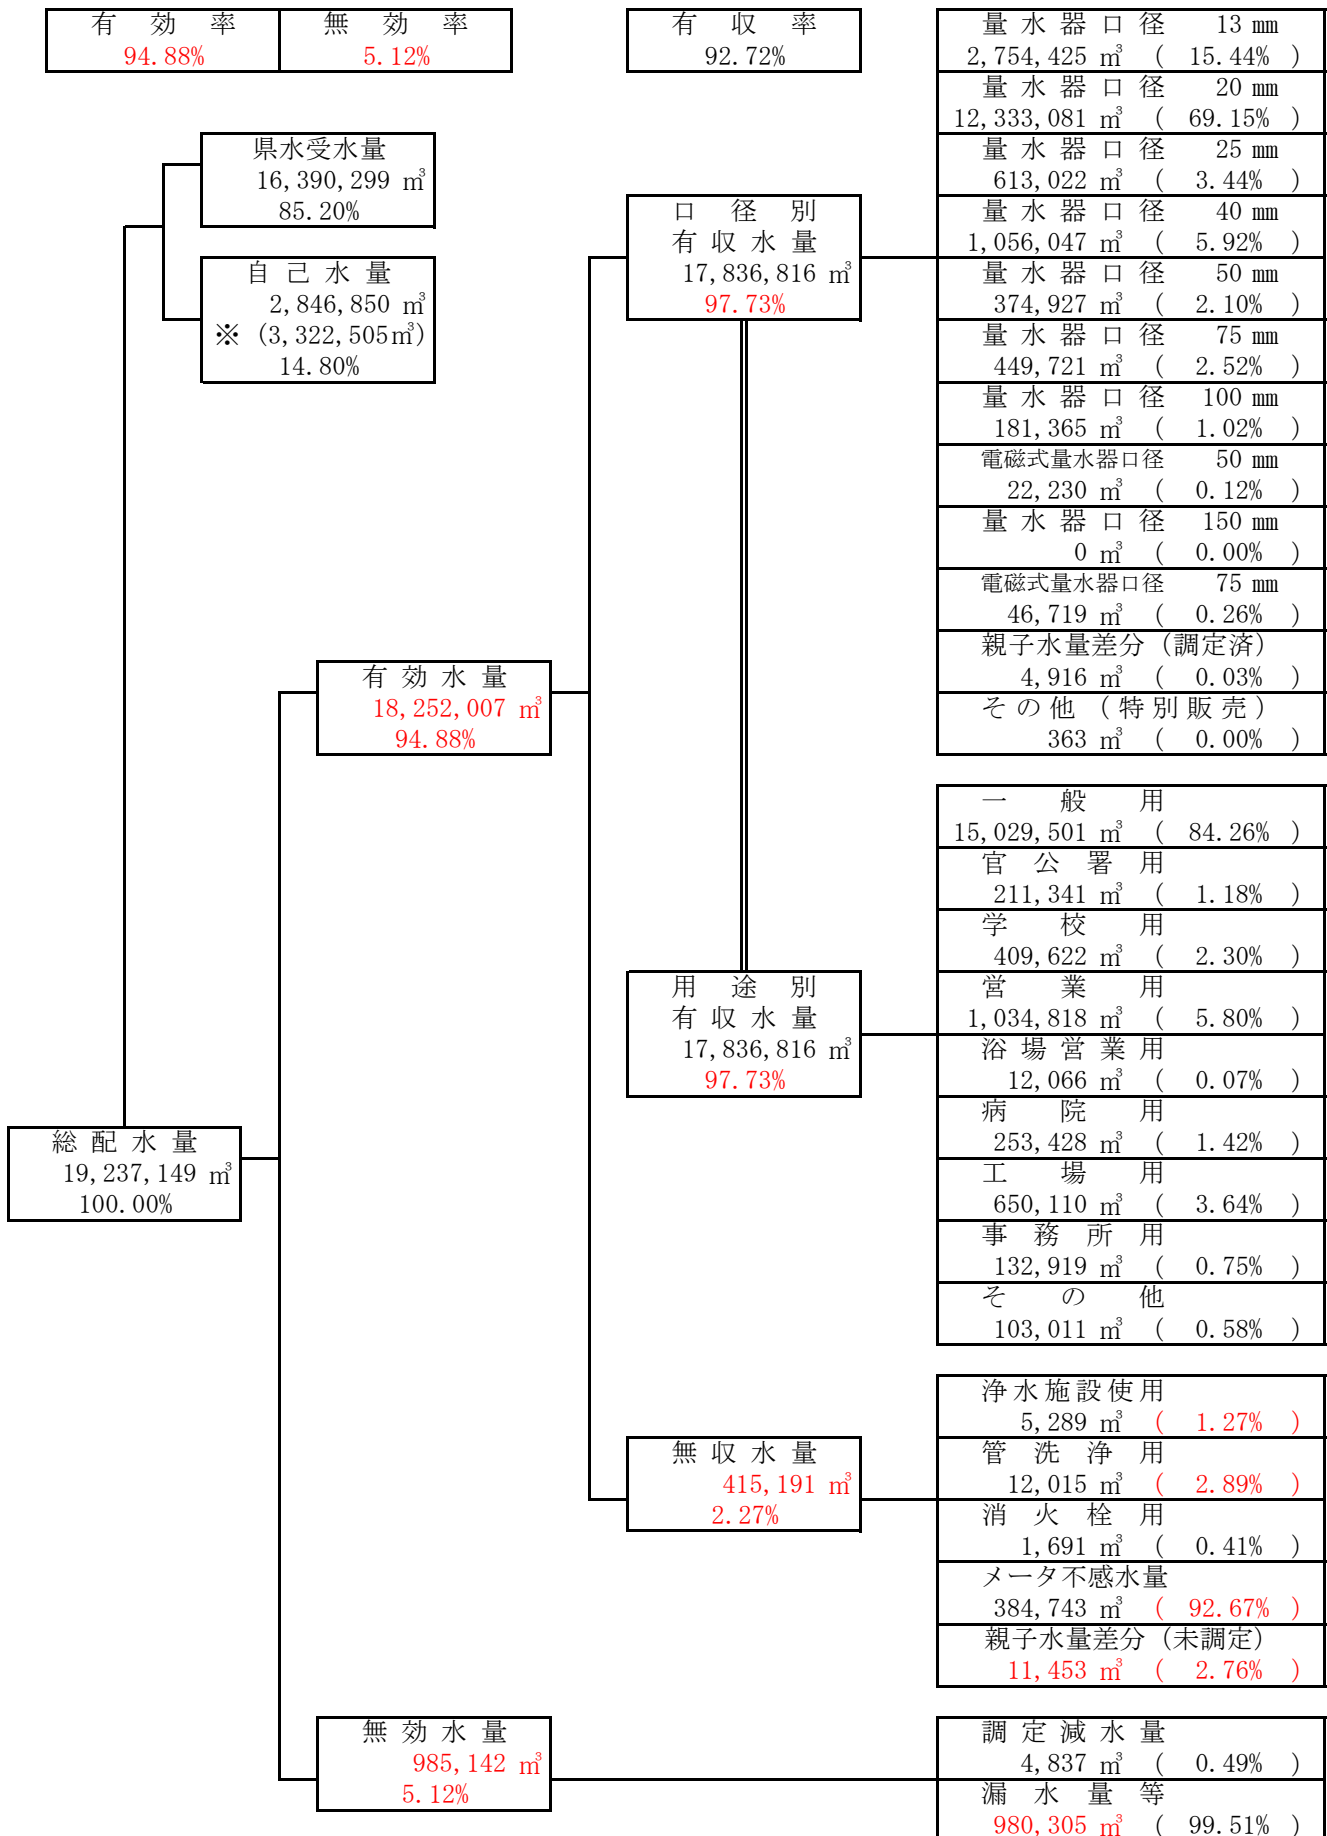 有効率
94.88%
無効率
5.12%
有収率
92.72%
県水受水量
16,390,299 ㎥
85.20%
自己水量
2,846,850 ㎥
※ (3,322,505㎥)
14.80%
総配水量
19,237,149 ㎥
100.00%
有効水量
18,252,007 ㎥
94.88%
無効水量
985,142 ㎥
5.12%
口径別
有収水量
17,836,816 ㎥
97.73%
用途別
有収水量
17,836,816 ㎥
97.73%
無収水量
415,191 ㎥
2.27%
量水器口径 13 ㎜
2,754,425 ㎥ ( 15.44% )
量水器口径 20 ㎜
12,333,081 ㎥ ( 69.15% )
量水器口径 25 ㎜
613,022 ㎥ ( 3.44% )
量水器口径 40 ㎜
1,056,047 ㎥ ( 5.92% )
量水器口径 50 ㎜
374,927 ㎥ ( 2.10% )
量水器口径 75 ㎜
449,721 ㎥ ( 2.52% )
量水器口径 100 ㎜
181,365 ㎥ ( 1.02% )
電磁式量水器口径 50 ㎜
22,230 ㎥ ( 0.12% )
量水器口径 150 ㎜
0 ㎥ ( 0.00% )
電磁式量水器口径 75 ㎜
46,719 ㎥ ( 0.26% )
親子水量差分（調定済）
4,916 ㎥ ( 0.03% )
その他（特別販売）
363 ㎥ ( 0.00% )
一般用
15,029,501 ㎥ ( 84.26% )
官公署用
211,341 ㎥ ( 1.18% )
学校用
409,622 ㎥ ( 2.30% )
営業用
1,034,818 ㎥ ( 5.80% )
浴場営業用
12,066 ㎥ ( 0.07% )
病院用
253,428 ㎥ ( 1.42% )
工場用
650,110 ㎥ ( 3.64% )
事務所用
132,919 ㎥ ( 0.75% )
その他
103,011 ㎥ ( 0.58% )
浄水施設使用
5,289 ㎥ ( 1.27% )
管洗浄用
12,015 ㎥ ( 2.89% )
消火栓用
1,691 ㎥ ( 0.41% )
メータ不感水量
384,743 ㎥ ( 92.67% )
親子水量差分（未調定）
11,453 ㎥ ( 2.76% )
調定減水量
4,837 ㎥ ( 0.49% )
漏水量等
980,305 ㎥ ( 99.51% )